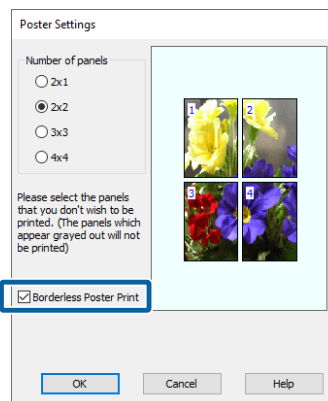 Poster Settings
Number of panels
2x1
2x2
3x3
4x4
1
2
3
4
Please select the panels
that you don't wish to be
printed. (The panels which
appear grayed out will not
be printed)
Borderless Poster Print
OK
Cancel
Help